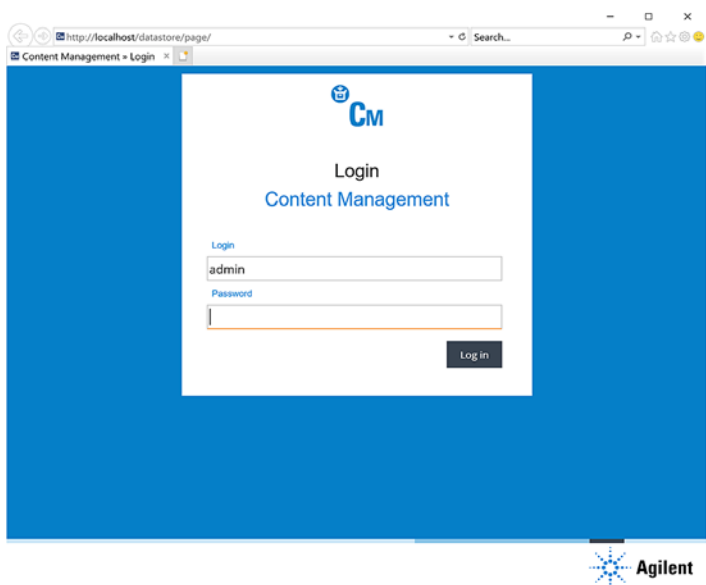 http://localhost/datastore/page/
Search...
Content Management » Login
CM
Login
Content Management
Login
admin
Password
Log in
Agilent